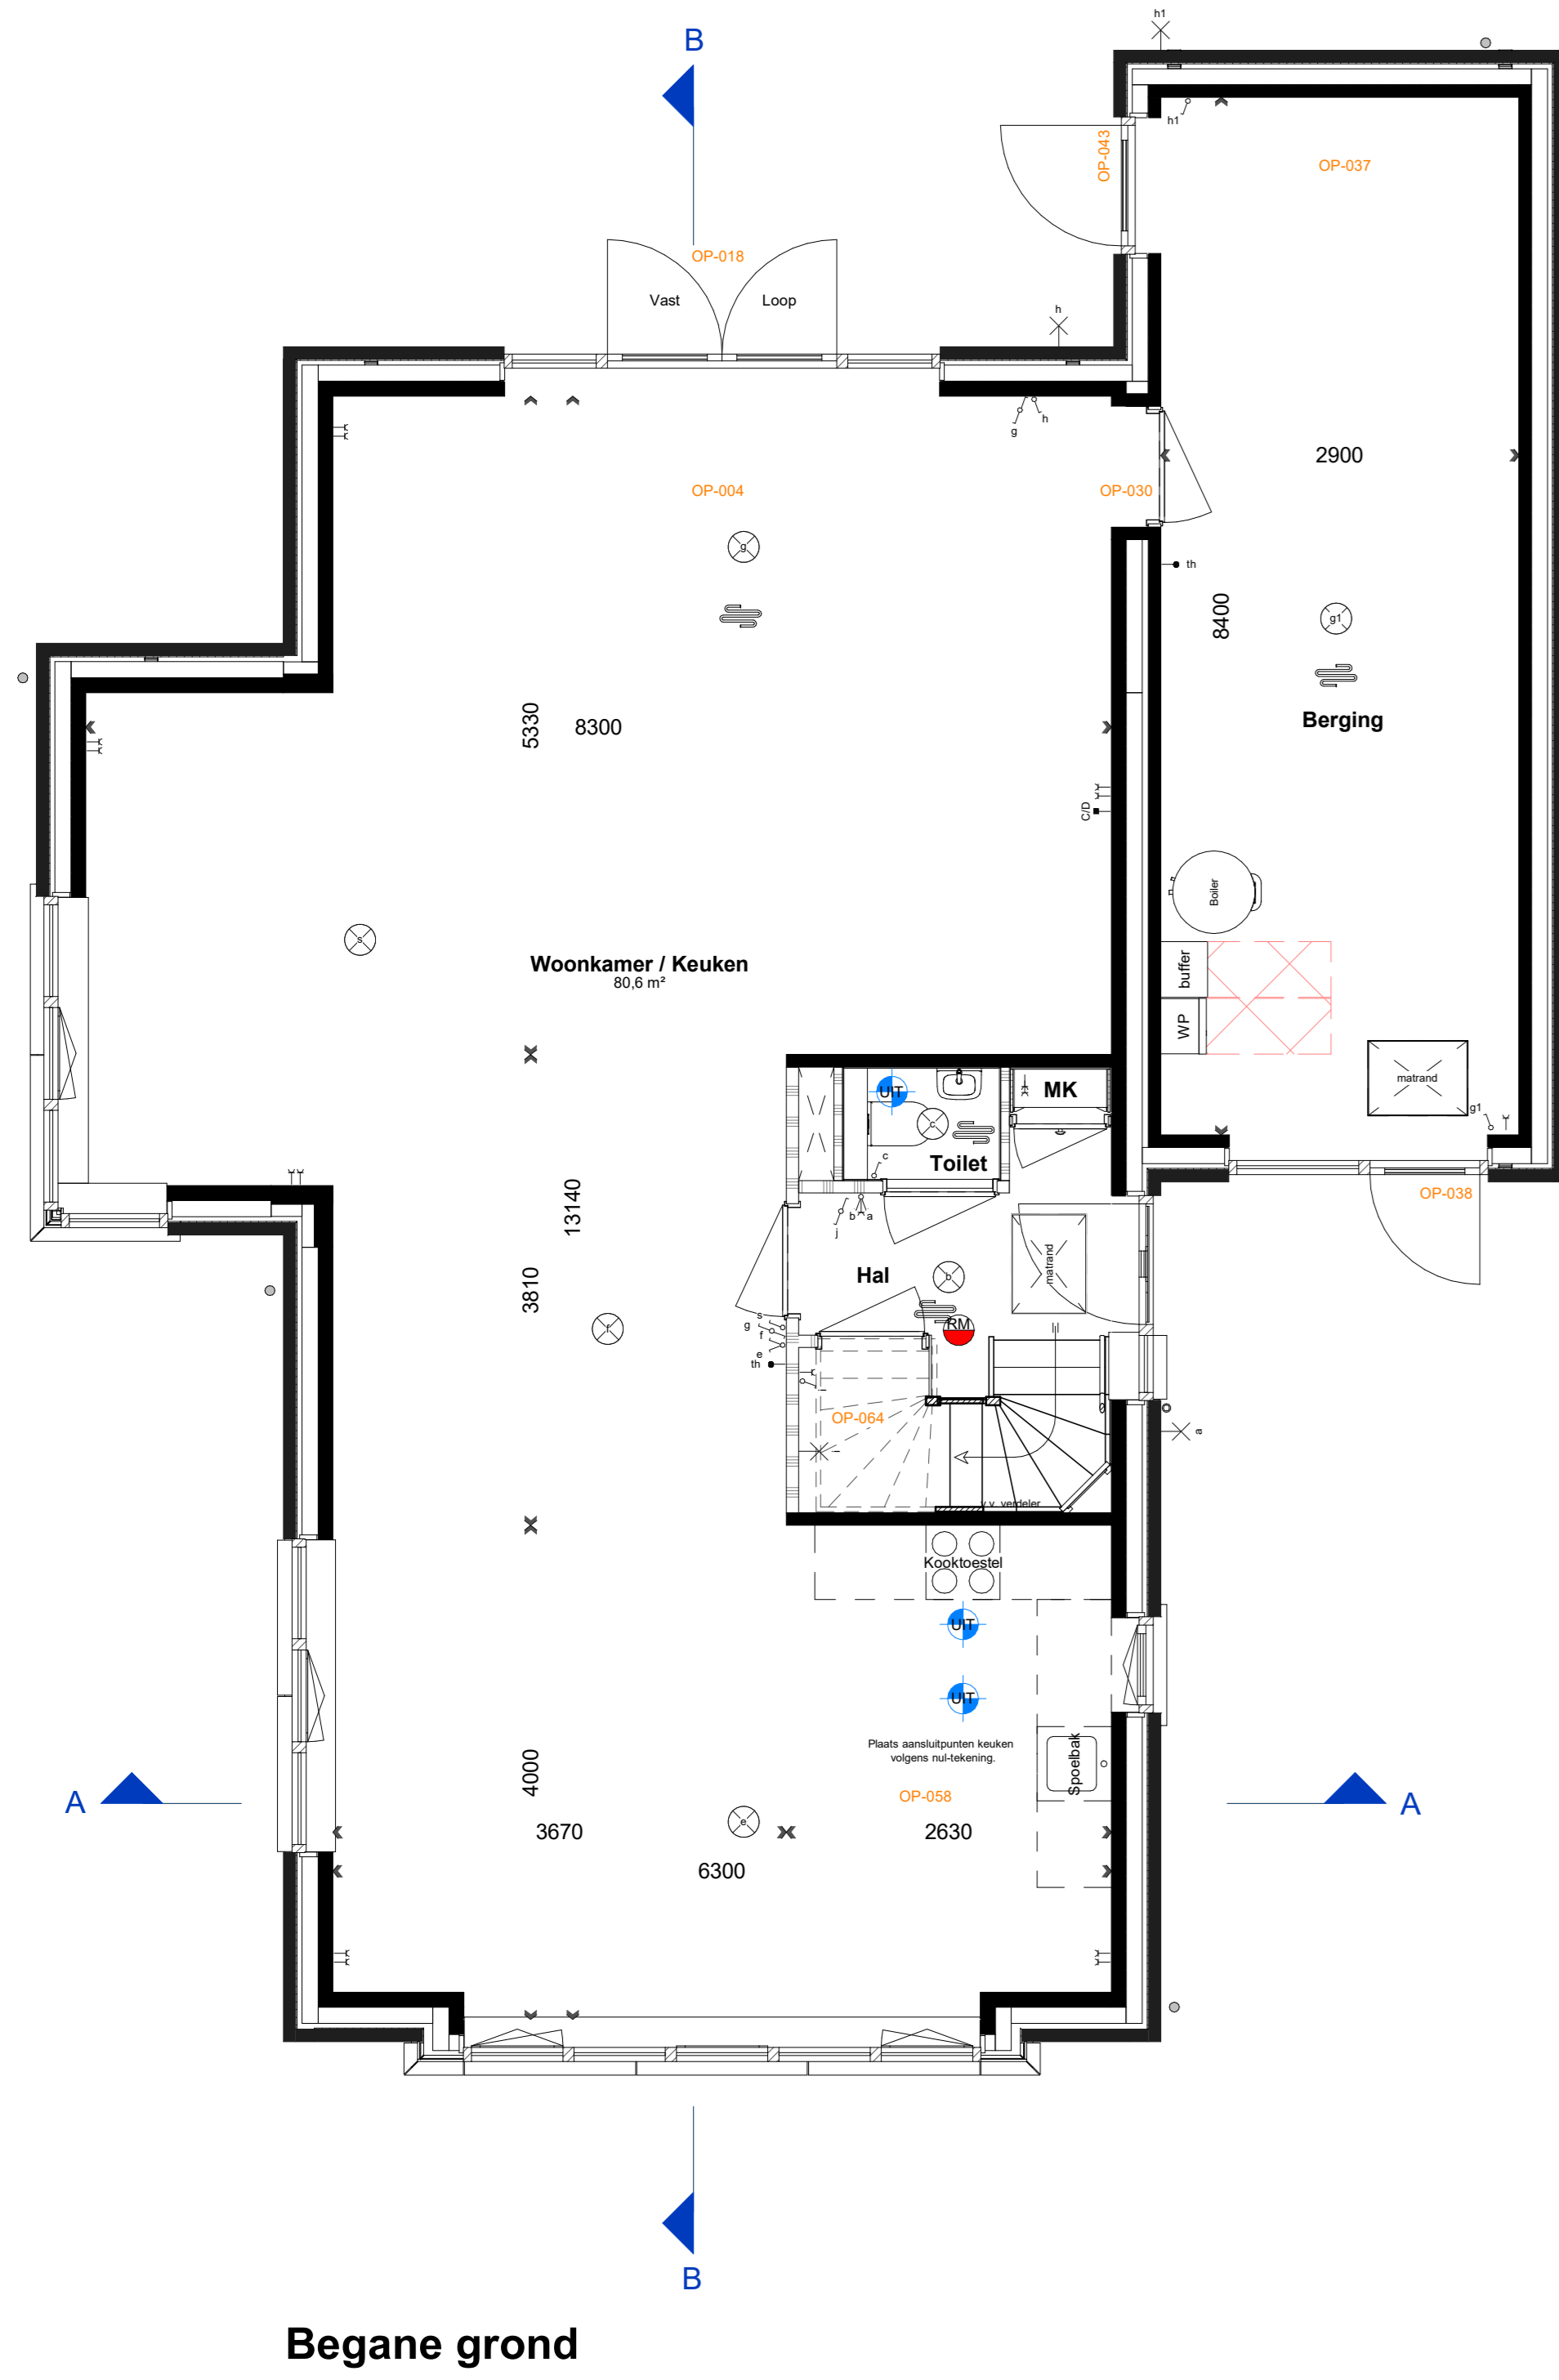 h1
B
h1
OP-043
OP-037
OP-018
Vast
Loop
h
g
h
2900
OP-004
OP-030
g
th
8400
g1
Berging
5330
8300
C/D
Boiler
s
buffer
Woonkamer / Keuken
80,6 m²
WP
matrand
UIT
MK
g1
c
c
Toilet
OP-038
13140
b
a
j
matrand
Hal
b
3810
s
g
f
f
RM
e
th
OP-064
a
v.v. verdeler
Kooktoestel
UIT
UIT
Plaats aansluitpunten keuken
volgens nul-tekening.
Spoelbak
4000
OP-058
A
A
3670
e
2630
6300
B
Begane grond